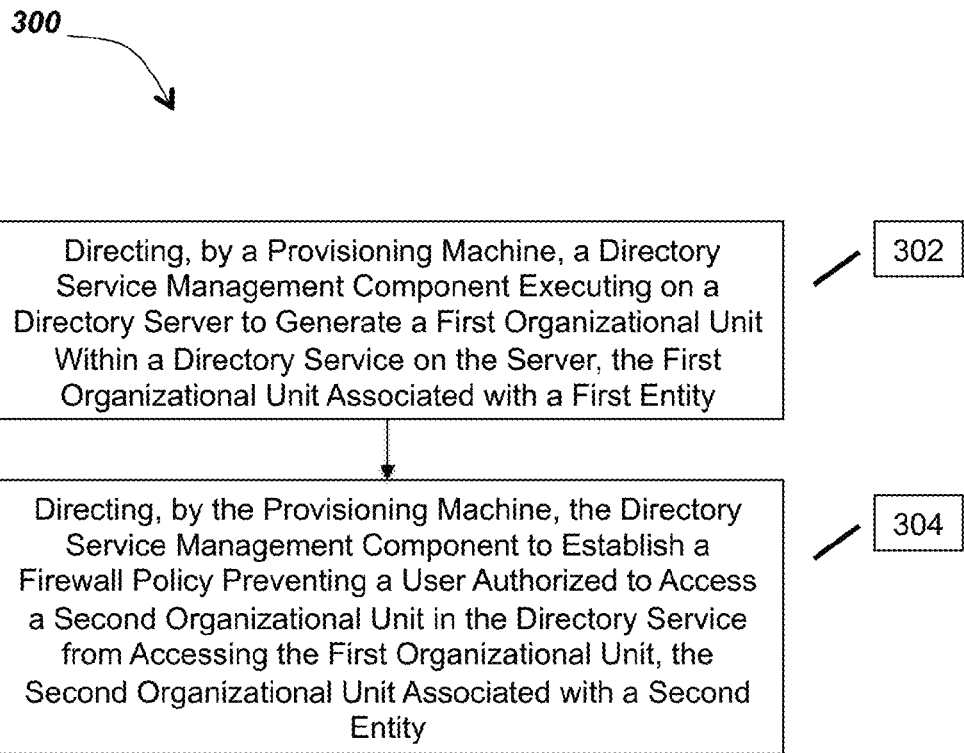 300
Directing, by a Provisioning Machine, a Directory
Service Management Component Executing on a
Directory Server to Generate a First Organizational Unit
Within a Directory Service on the Server, the First
Organizational Unit Associated with a First Entity
302
Directing, by the Provisioning Machine, the Directory
Service Management Component to Establish a
Firewall Policy Preventing a User Authorized to Access
a Second Organizational Unit in the Directory Service
from Accessing the First Organizational Unit, the
Second Organizational Unit Associated with a Second
Entity
304